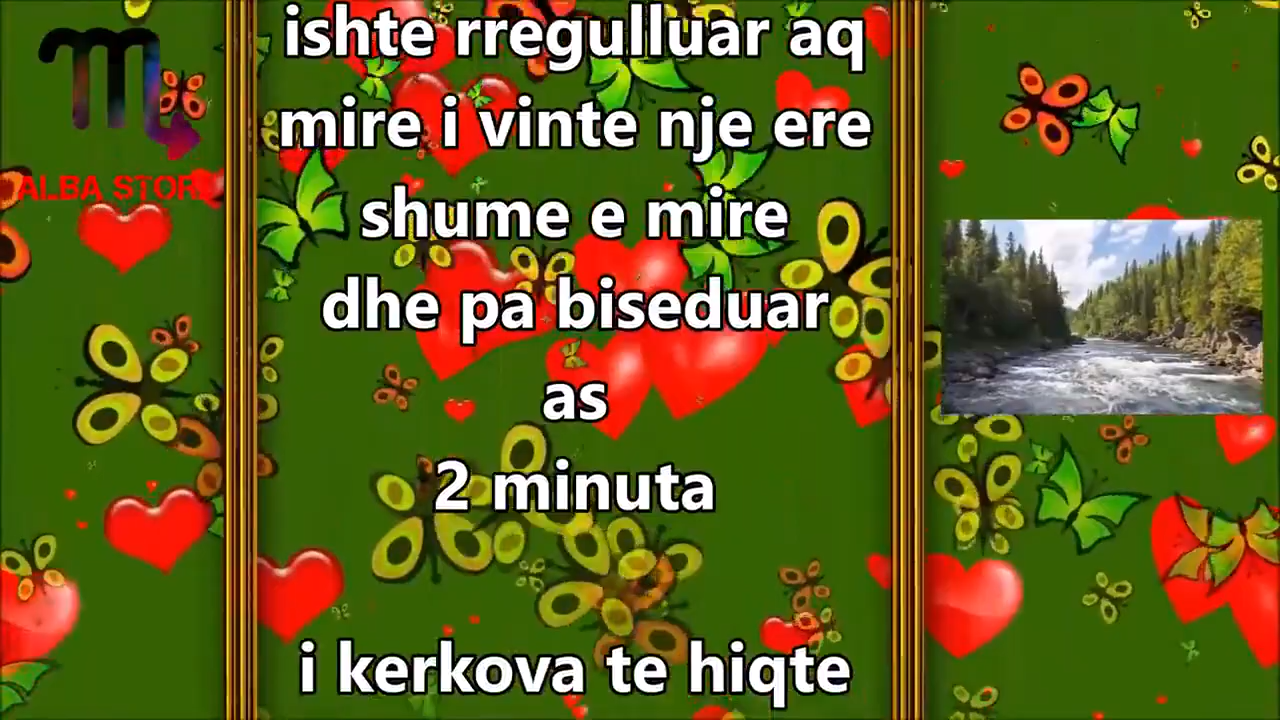 ishte rregulluar aq
mire i vinte nje ere
shume e mire
dhe pa biseduar
as
2 minuta
i kerkova te hiqte
ALBA STORE